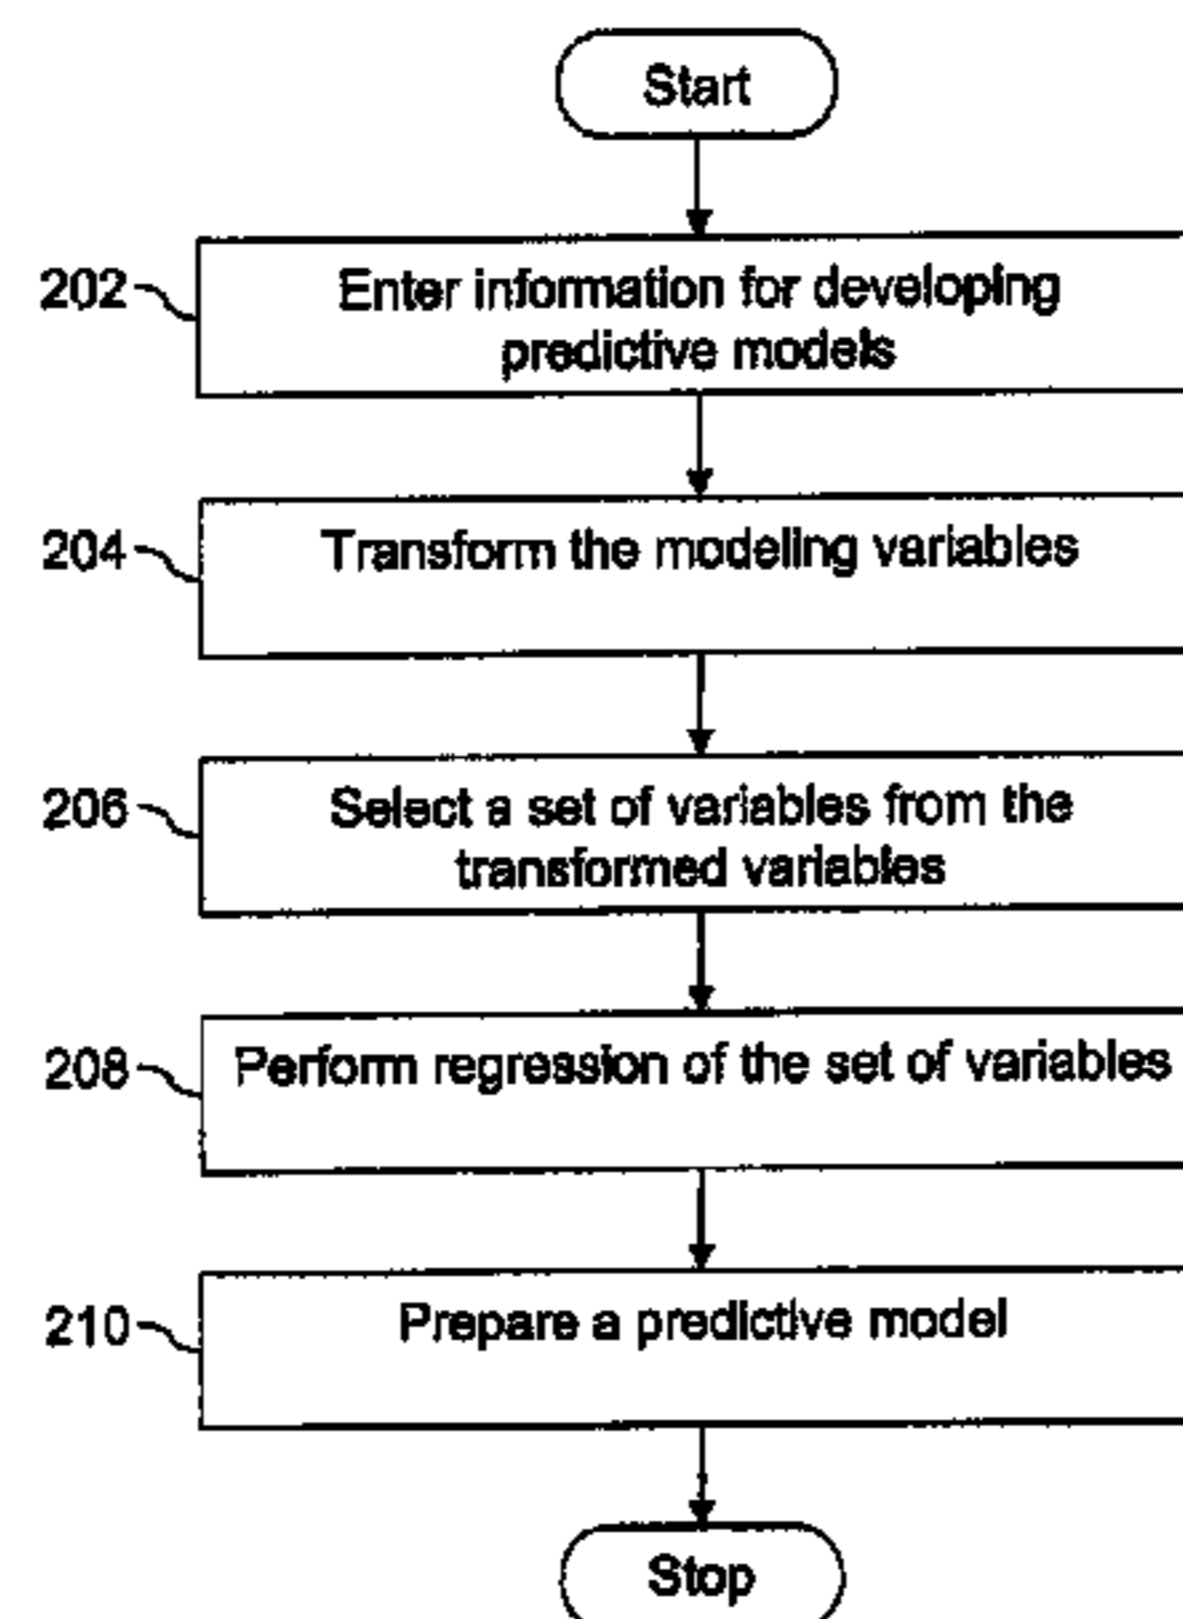 Start
202
Enter information for developing
predictive models
204
Transform the modeling variables
206
Select a set of variables from the
transformed variables
208
Perform regression of the set of variables
210
Prepare a predictive model
Stop